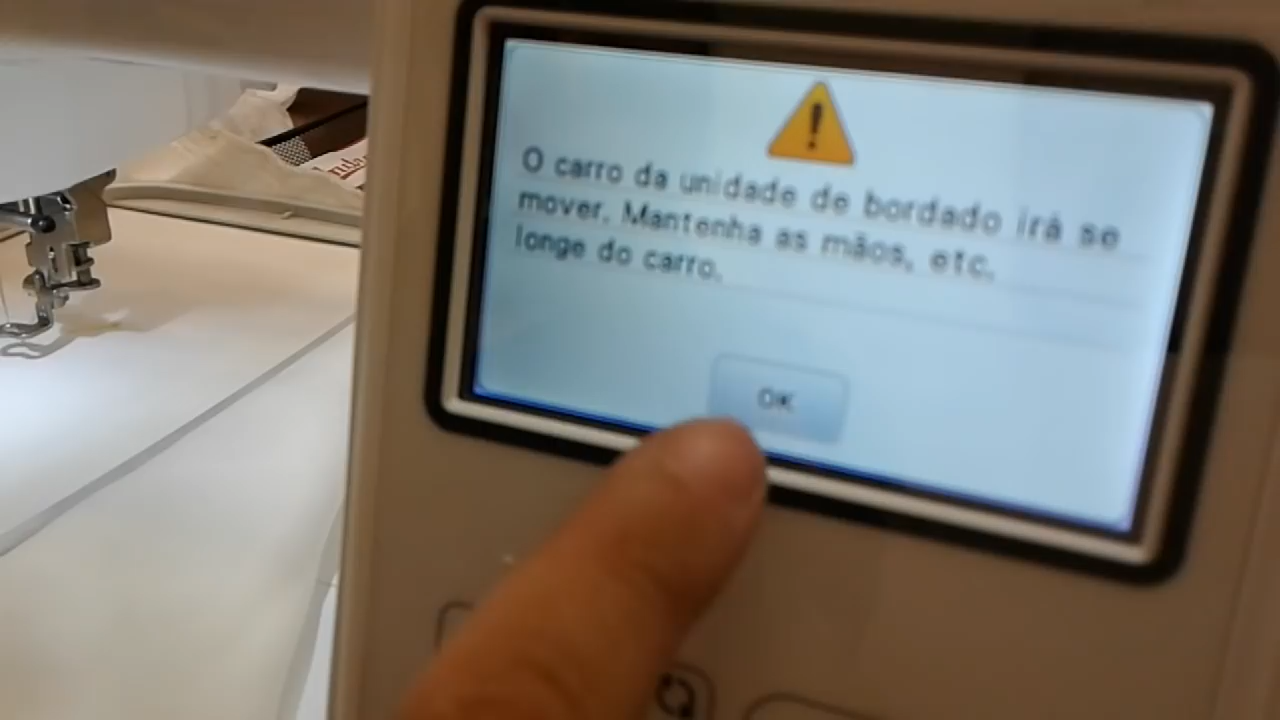 O carro da unidade de bordado irá se
mover. Mantenha as mãos, etc.
longe do carro.
OK